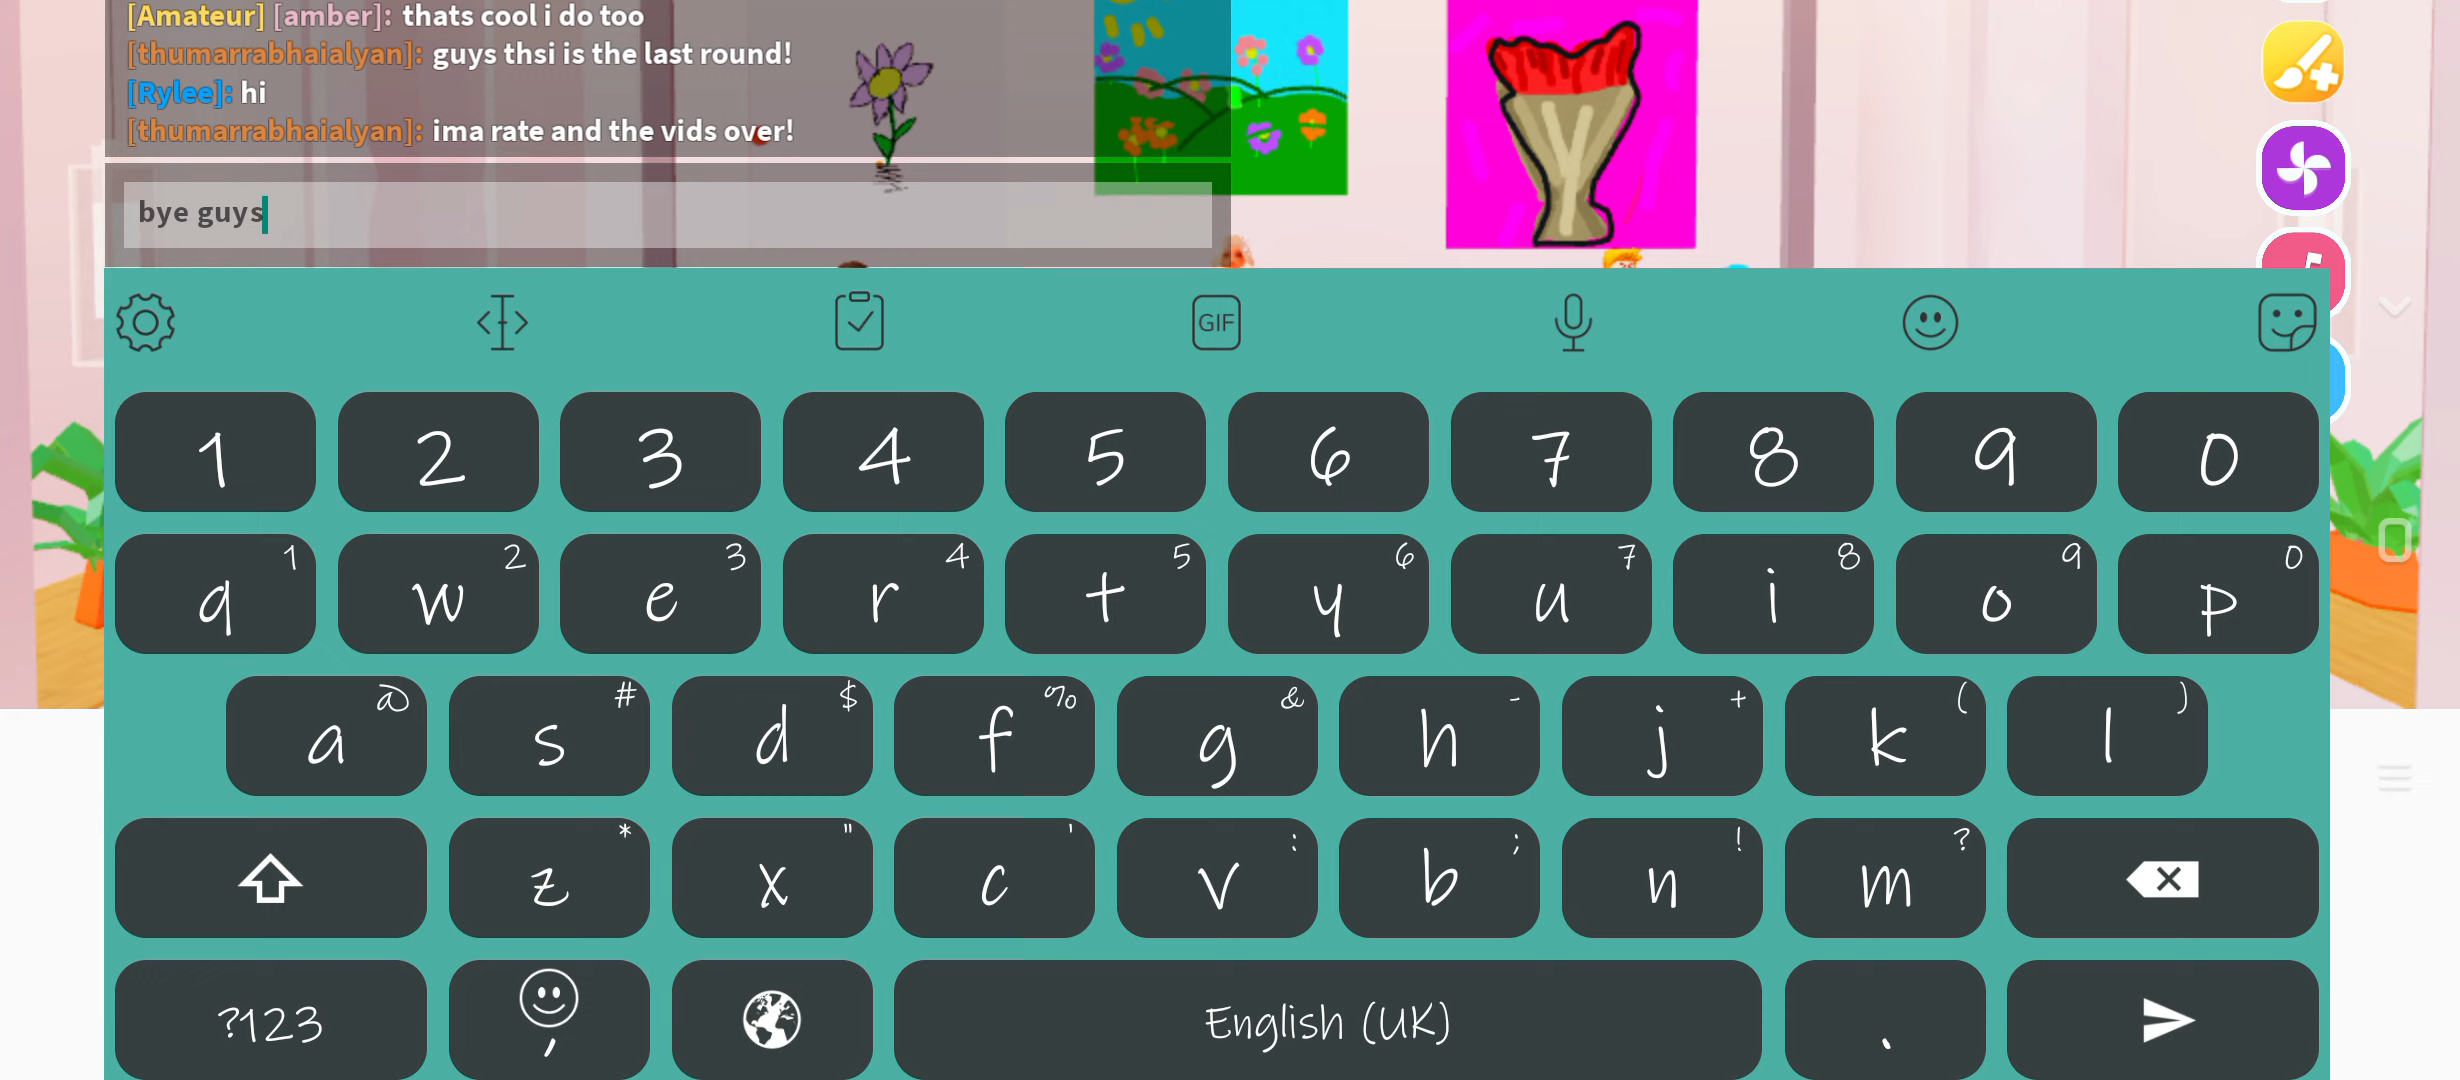 [Amateur] [amber]: thats cool i do too
[thumarrabhaialyan]: guys thsi is the last round!
[Rylee]: hi
[thumarrabhaialyan]: ima rate and the vids over!
bye guys
GIF
1 2 3 4 5 6 7 8 9 0
1 2 3 4 5 6 7 8 9 0
q w e r t y u i o p
@ # $ % & - + ( )
a s d f g h j k l
* " ' : ; ! ?
z x c v b n m
?123 , English (UK) .